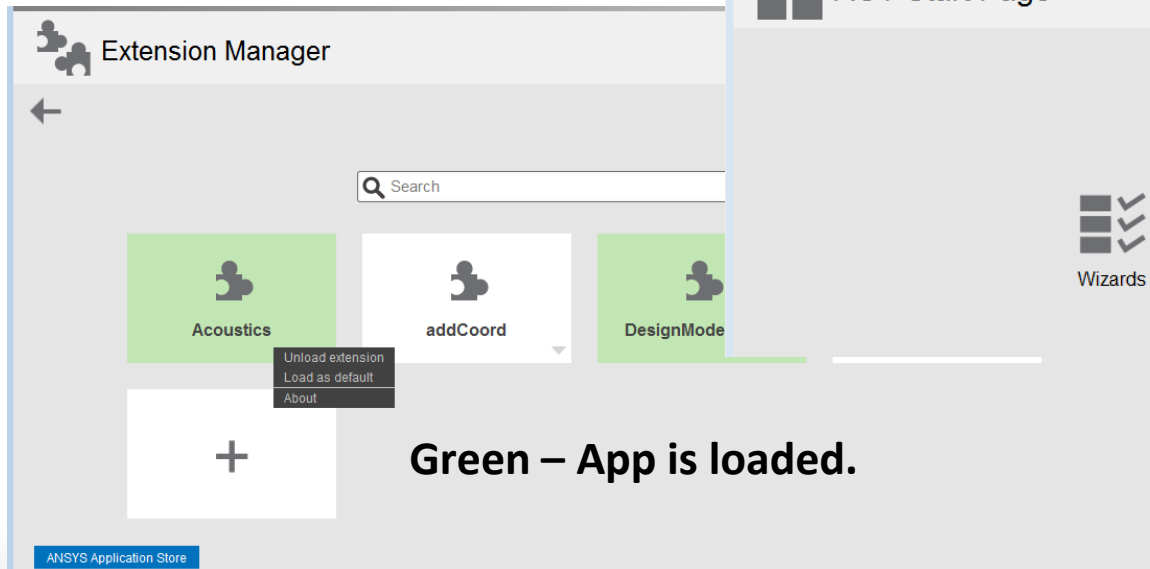 Extension Manager
Search
Wizards
Acoustics
addCoord
DesignMode
Unload extension
Load as default
About
+
Green – App is loaded.
ANSYS Application Store